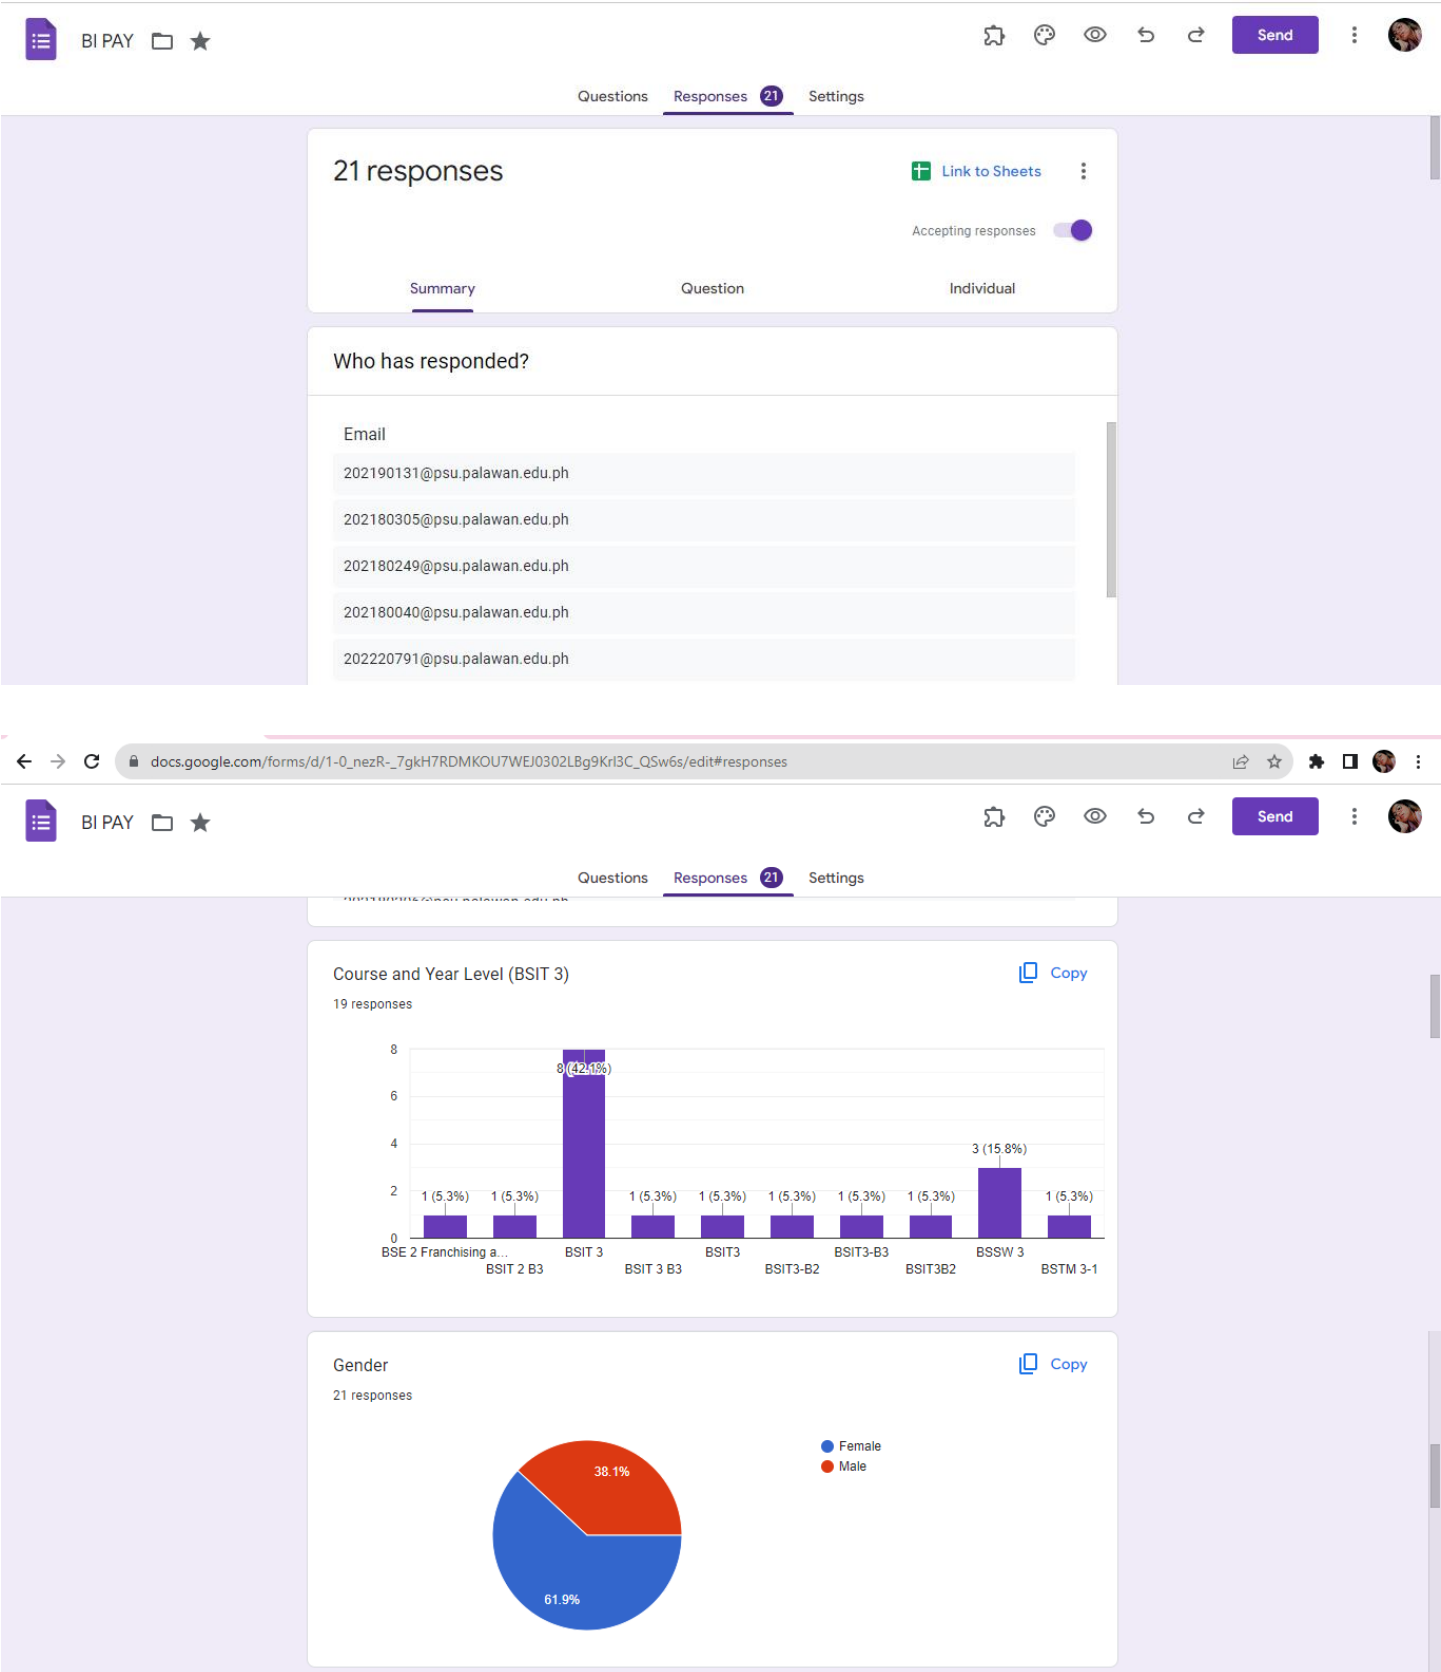 BI PAY
Send
Questions Responses 21 Settings
21 responses
Link to Sheets
Accepting responses
Summary Question Individual
Who has responded?
Email
202190131@psu.palawan.edu.ph
202180305@psu.palawan.edu.ph
202180249@psu.palawan.edu.ph
202180040@psu.palawan.edu.ph
202220791@psu.palawan.edu.ph
docs.google.com/forms/d/1-0_nezR-_7gkH7RDMKOU7WEJ0302LBg9KrI3C_QSw6s/edit#responses
BI PAY
Send
Questions Responses 21 Settings
Course and Year Level (BSIT 3)
Copy
19 responses
8
8 (42.1%)
6
4
3 (15.8%)
2
1 (5.3%) 1 (5.3%) 1 (5.3%) 1 (5.3%) 1 (5.3%) 1 (5.3%) 1 (5.3%) 1 (5.3%)
0
BSE 2 Franchising a... BSIT 3 BSIT3 BSIT3-B3 BSSW 3
BSIT 2 B3 BSIT 3 B3 BSIT3-B2 BSIT3B2 BSTM 3-1
Gender
Copy
21 responses
Female
Male
38.1%
61.9%